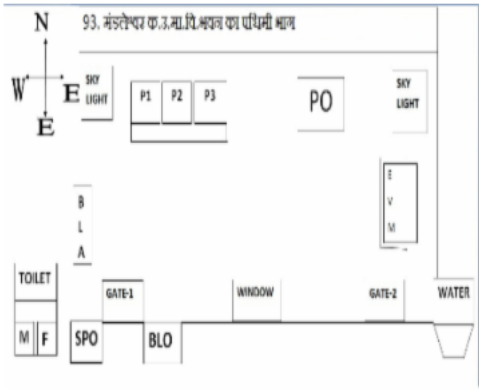 N
93. मंडलेश्वर क.उ.मा.वि.भवन का पश्चिमी भाग
W E
E
SKY LIGHT
P1 P2 P3
PO
SKY LIGHT
E
V
M
B
L
A
TOILET
GATE-1
WINDOW
GATE-2
WATER
M F
SPO
BLO